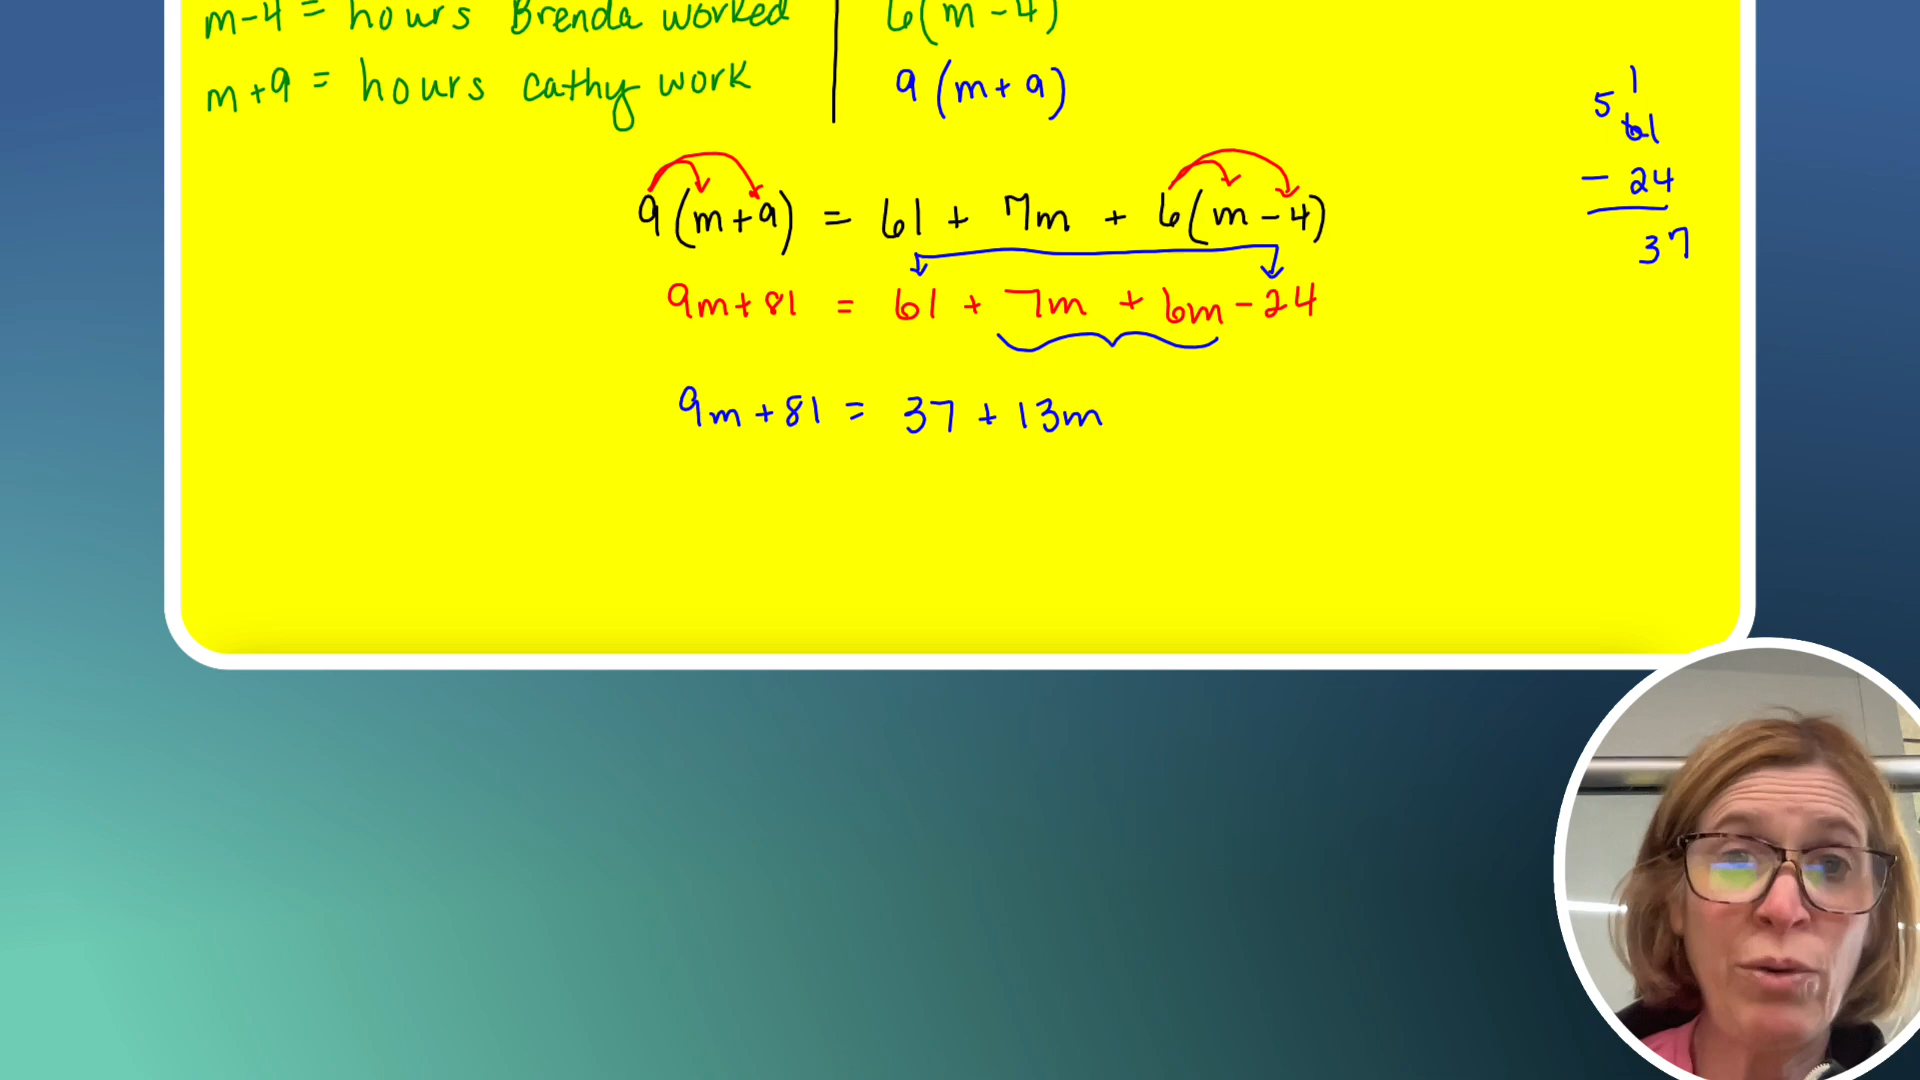 m-4 = hours Brenda worked 6(m-4)
m+9 = hours cathy work 9(m+9)
9(m+9) = 61 + 7m + 6(m-4)
9m+81 = 61 + 7m + 6m-24
9m+81 = 37 + 13m
5 1
61
- 24
37